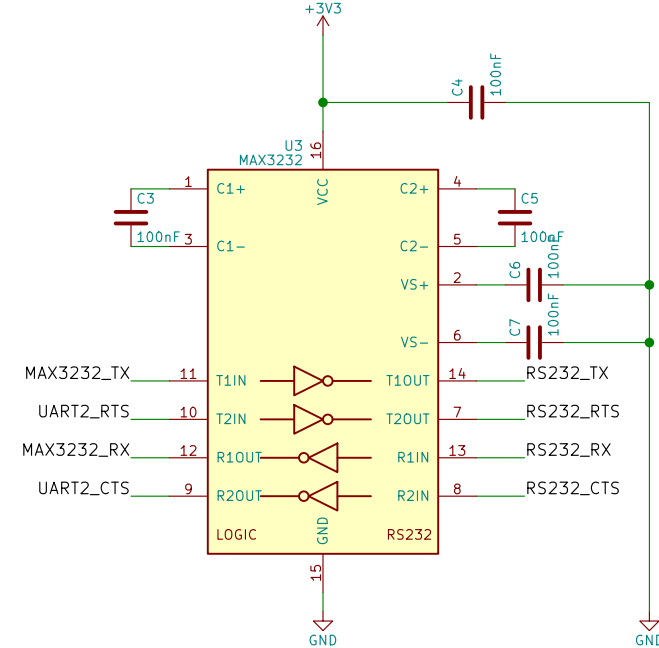 +3V3
C4
100nF
U3
MAX3232
16
VCC
1
C1+
C2+
4
C3
C5
100nF
100nF
3
C1-
C2-
5
C6
100nF
VS+
2
C7
100nF
VS-
6
MAX3232_TX
11
T1IN
T1OUT
14
RS232_TX
UART2_RTS
10
T2IN
T2OUT
7
RS232_RTS
MAX3232_RX
12
R1OUT
R1IN
13
RS232_RX
UART2_CTS
9
R2OUT
R2IN
8
RS232_CTS
GND
LOGIC
RS232
15
GND
GND